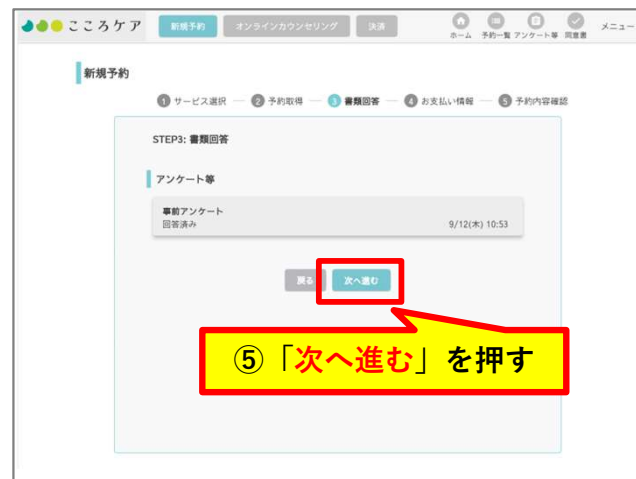 こころケア 新規予約 オンラインカウンセリング 決済 ホーム 予約一覧 アンケート等 同意書 メニュー
新規予約
1 サービス選択 — 2 予約取得 — 3 書類回答 — 4 お支払い情報 — 5 予約内容確認
STEP3: 書類回答
アンケート等
事前アンケート
回答済み 9/12(木) 10:53
戻る 次へ進む
⑤「次へ進む」を押す